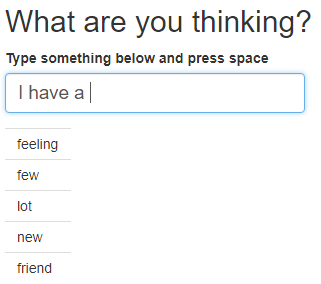 What are you thinking?
Type something below and press space
I have a
feeling
few
lot
new
friend